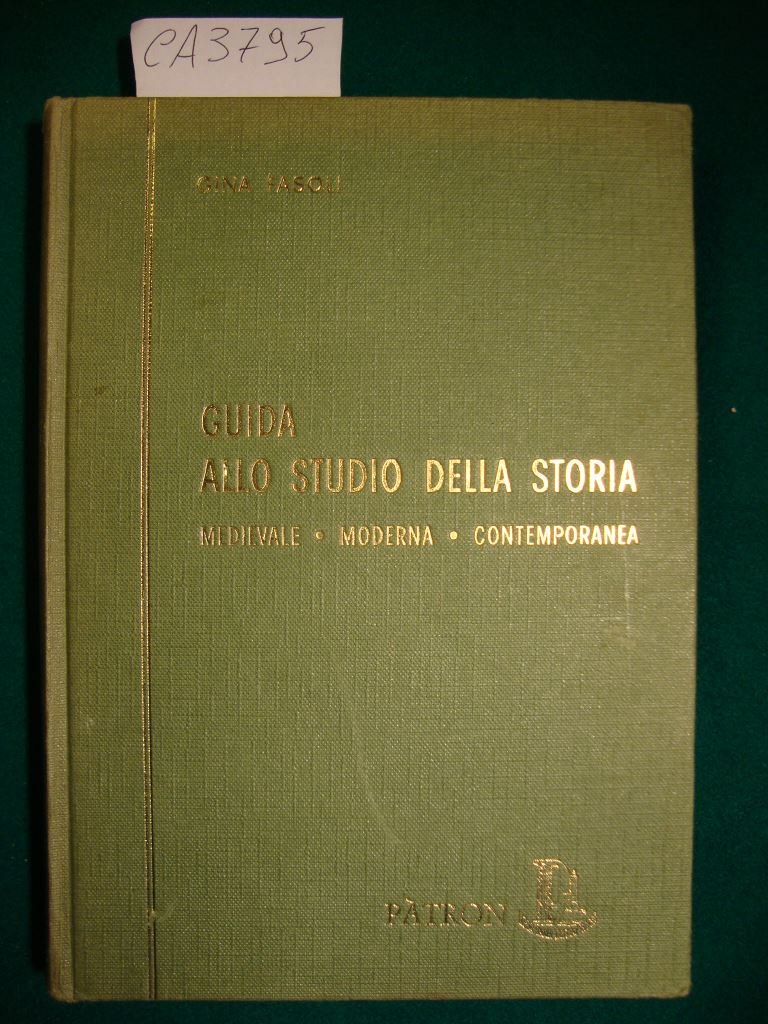 CA3795
GINA FASOLI
GUIDA
ALLO STUDIO DELLA STORIA
MEDIEVALE • MODERNA • CONTEMPORANEA
PÀTRON